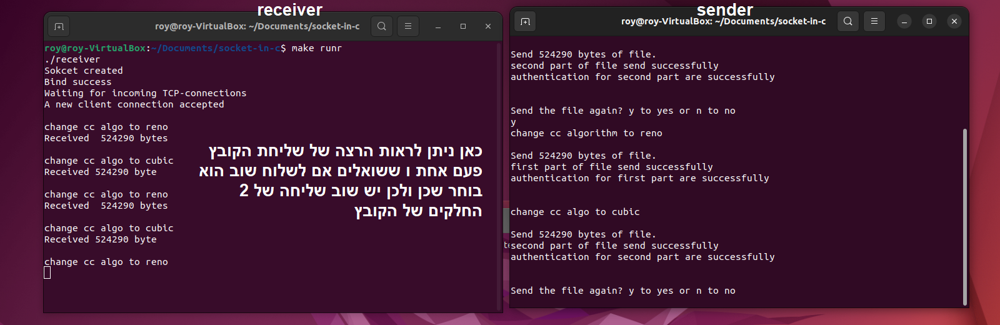 receiver
roy@roy-VirtualBox: ~/Documents/socket-in-c
roy@roy-VirtualBox:~/Documents/socket-in-c$ make runr
./receiver
Sokcet created
Bind success
Waiting for incoming TCP-connections
A new client connection accepted
change cc algo to reno
Received  524290 bytes
change cc algo to cubic
Received 524290 byte
change cc algo to reno
Received  524290 bytes
change cc algo to cubic
Received 524290 byte
change cc algo to reno
כאן ניתן לראות הרצה של שליחת הקובץ
פעם אחת ו ששואלים אם לשלוח שוב הוא
בוחר שכן ולכן יש שוב שליחה של 2
החלקים של הקובץ
sender
roy@roy-VirtualBox: ~/Documents/socket-in-c
Send 524290 bytes of file.
second part of file send successfully
authentication for second part are successfully
Send the file again? y to yes or n to no
y
change cc algorithm to reno
Send 524290 bytes of file.
first part of file send successfully
authentication for first part are successfully
change cc algo to cubic
Send 524290 bytes of file.
second part of file send successfully
authentication for second part are successfully
Send the file again? y to yes or n to no